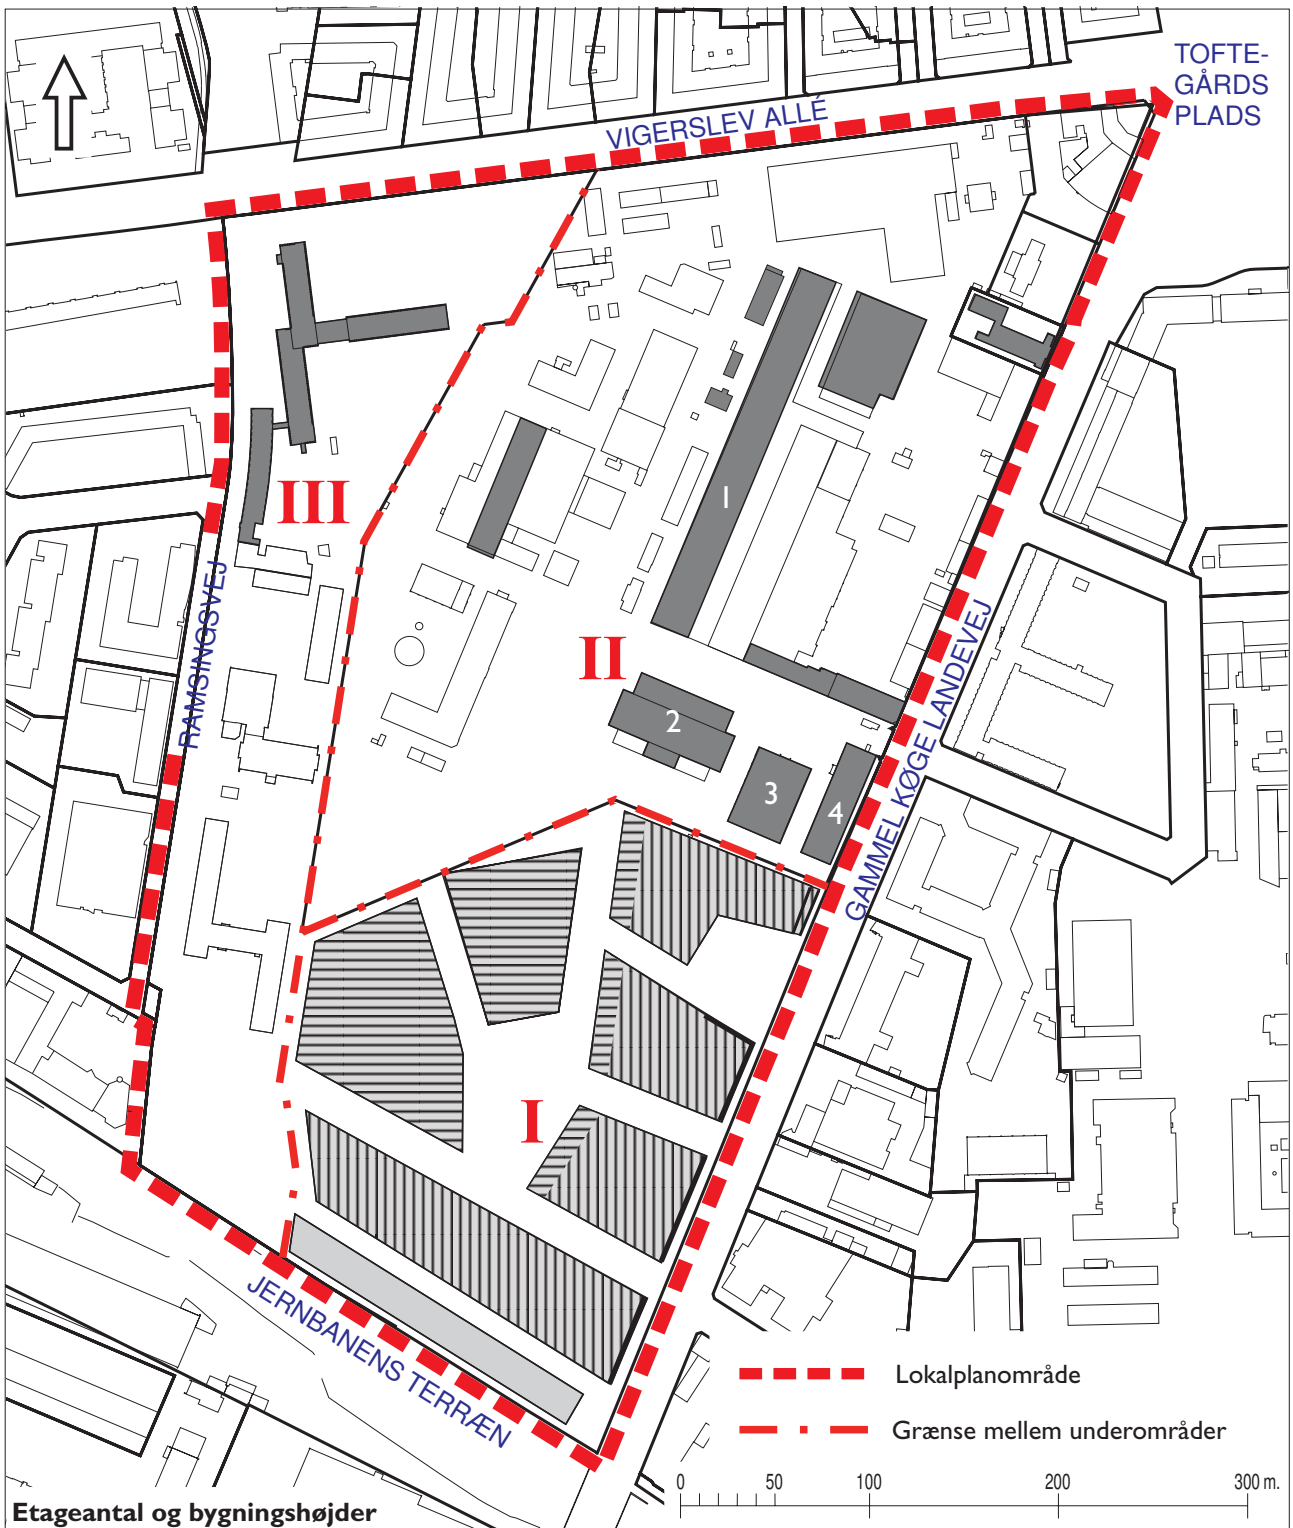 TOFTE-
GÅRDS
PLADS
VIGERSLEV ALLÉ
III
1
RAMSINGSVEJ
II
GAMMEL KØGE LANDEVEJ
2
3
4
I
JERNBANENS TERRÆN
Lokalplanområde
Grænse mellem underområder
0 50 100 200 300 m.
Etageantal og bygningshøjder